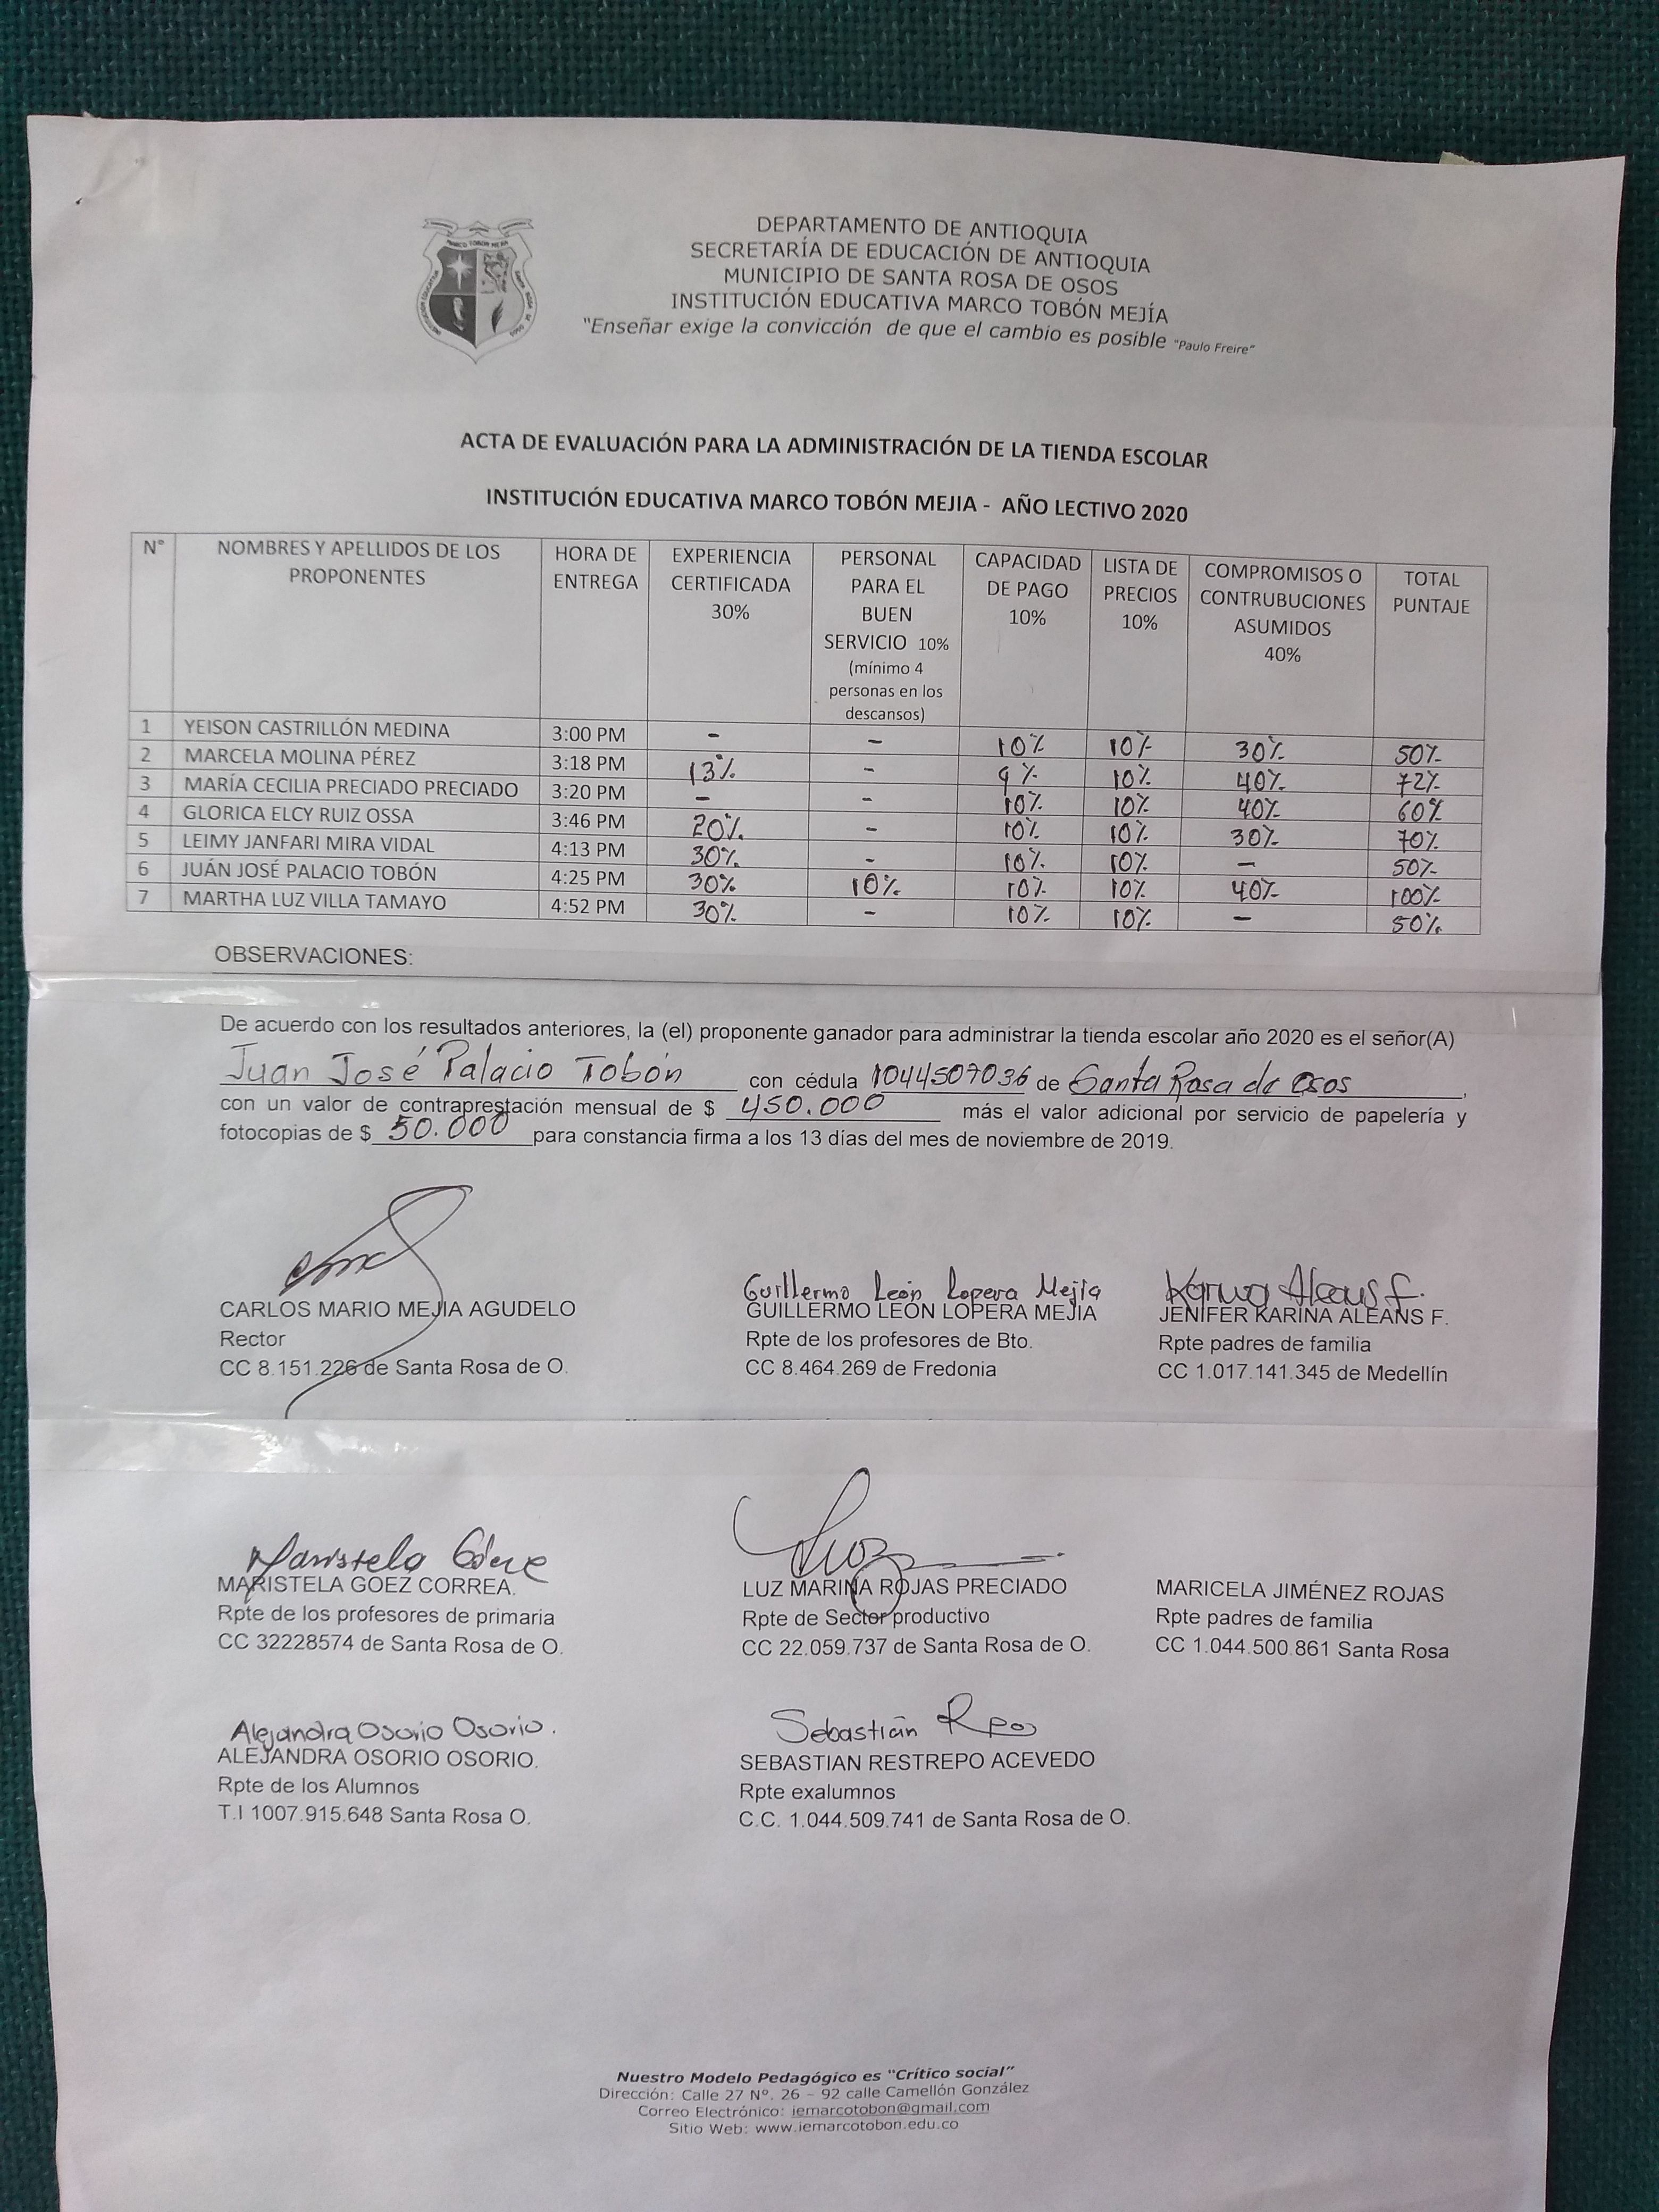 DEPARTAMENTO DE ANTIOQUIA
SECRETARÍA DE EDUCACIÓN DE ANTIOQUIA
MUNICIPIO DE SANTA ROSA DE OSOS
INSTITUCIÓN EDUCATIVA MARCO TOBÓN MEJÍA
"Enseñar exige la convicción de que el cambio es posible "Paulo Freire"
MARCO TOBON MEJIA
ACTA DE EVALUACIÓN PARA LA ADMINISTRACIÓN DE LA TIENDA ESCOLAR
INSTITUCIÓN EDUCATIVA MARCO TOBÓN MEJIA - AÑO LECTIVO 2020
N° NOMBRES Y APELLIDOS DE LOS PROPONENTES HORA DE ENTREGA EXPERIENCIA CERTIFICADA 30% PERSONAL PARA EL BUEN SERVICIO 10% (mínimo 4 personas en los descansos) CAPACIDAD DE PAGO 10% LISTA DE PRECIOS 10% COMPROMISOS O CONTRUBUCIONES ASUMIDOS 40% TOTAL PUNTAJE
1 YEISON CASTRILLÓN MEDINA 3:00 PM - - 10% 10% 30% 50%
2 MARCELA MOLINA PÉREZ 3:18 PM 13% - 9% 10% 40% 72%
3 MARÍA CECILIA PRECIADO PRECIADO 3:20 PM - - 10% 10% 40% 60%
4 GLORICA ELCY RUIZ OSSA 3:46 PM 20% - 10% 10% 30% 70%
5 LEIMY JANFARI MIRA VIDAL 4:13 PM 30% - 10% 10% - 50%
6 JUÁN JOSÉ PALACIO TOBÓN 4:25 PM 30% 10% 10% 10% 40% 100%
7 MARTHA LUZ VILLA TAMAYO 4:52 PM 30% - 10% 10% - 50%
OBSERVACIONES:
De acuerdo con los resultados anteriores, la (el) proponente ganador para administrar la tienda escolar año 2020 es el señor(A)
Juan José Palacio Tobón con cédula 1044507036 de Santa Rosa de Osos,
con un valor de contraprestación mensual de $ 450.000 más el valor adicional por servicio de papelería y
fotocopias de $ 50.000 para constancia firma a los 13 días del mes de noviembre de 2019.
Guillermo León Lopera Mejía Karina Aleans F.
CARLOS MARIO MEJIA AGUDELO GUILLERMO LEÓN LOPERA MEJIA JENIFER KARINA ALEANS F.
Rector Rpte de los profesores de Bto. Rpte padres de familia
CC 8.151.226 de Santa Rosa de O. CC 8.464.269 de Fredonia CC 1.017.141.345 de Medellín
Maristela Góez Luz
MARISTELA GOEZ CORREA. LUZ MARINA ROJAS PRECIADO MARICELA JIMÉNEZ ROJAS
Rpte de los profesores de primaria Rpte de Sector productivo Rpte padres de familia
CC 32228574 de Santa Rosa de O. CC 22.059.737 de Santa Rosa de O. CC 1.044.500.861 Santa Rosa
Alejandra Osorio Osorio. Sebastián Rpo
ALEJANDRA OSORIO OSORIO. SEBASTIAN RESTREPO ACEVEDO
Rpte de los Alumnos Rpte exalumnos
T.I 1007.915.648 Santa Rosa O. C.C. 1.044.509.741 de Santa Rosa de O.
Nuestro Modelo Pedagógico es "Crítico social"
Dirección: Calle 27 Nº. 26 – 92 calle Camellón González
Correo Electrónico: iemarcotobon@gmail.com
Sitio Web: www.iemarcotobon.edu.co